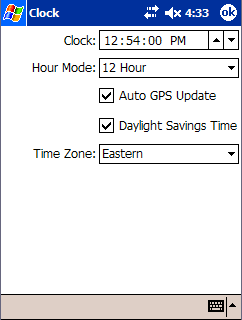 Clock 4:33 ok
Clock: 12:54:00 PM
Hour Mode: 12 Hour
Auto GPS Update
Daylight Savings Time
Time Zone: Eastern